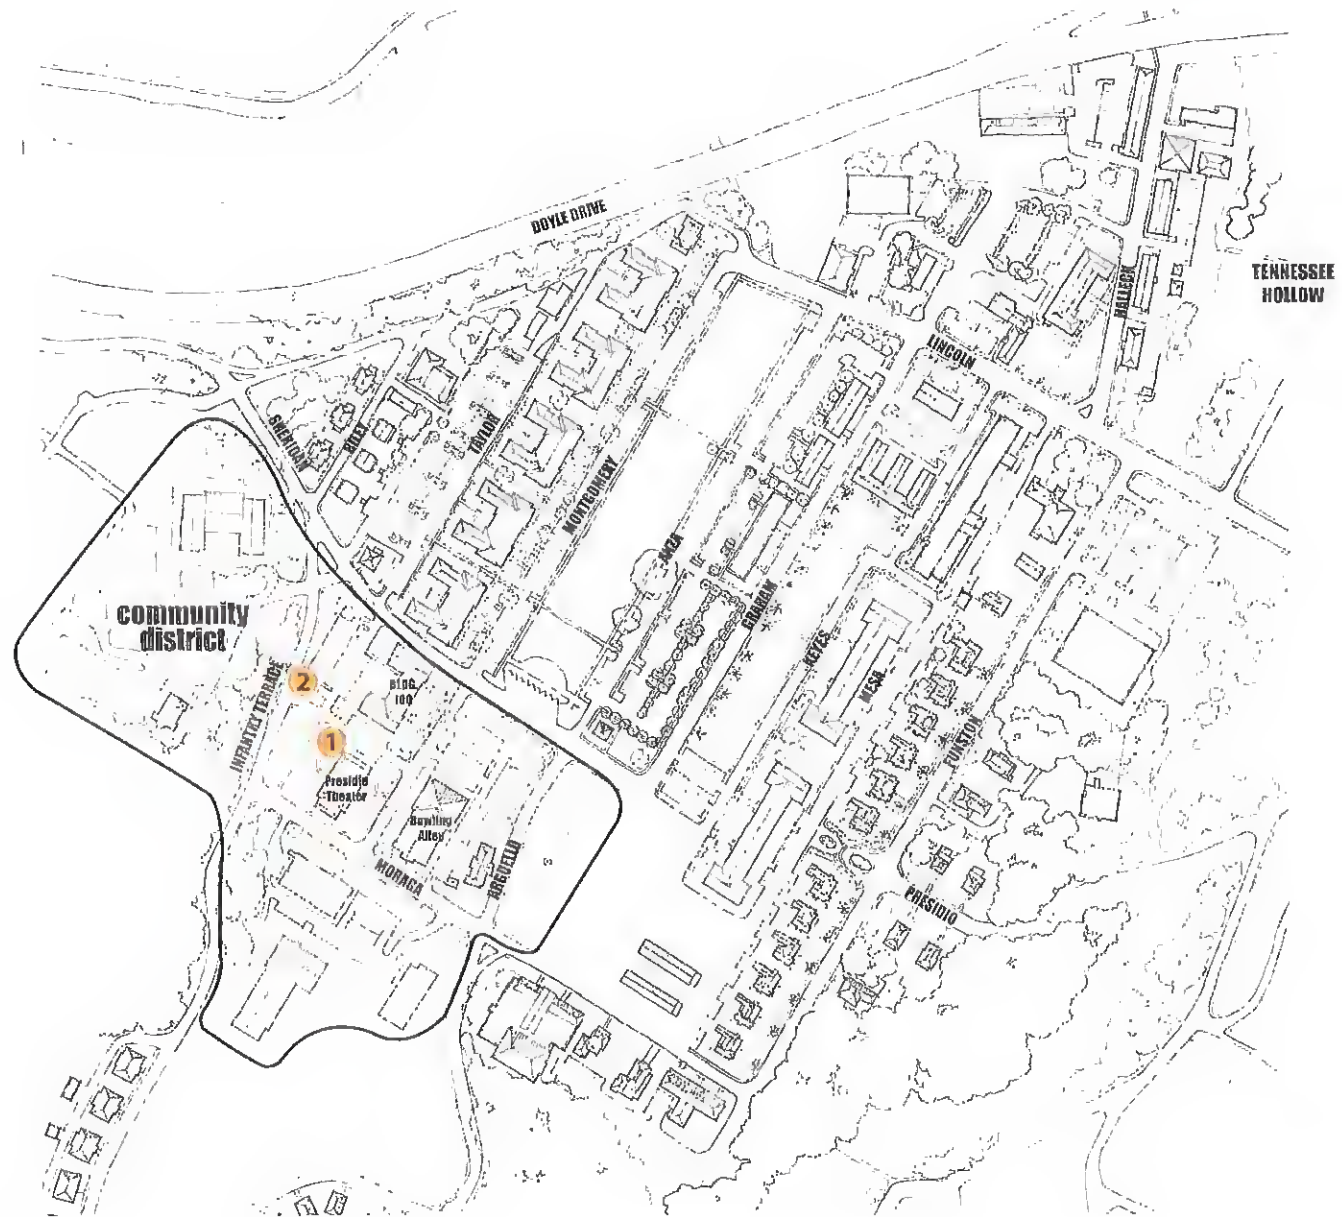 DOYLE DRIVE
TENNESSEE
HOLLOW
HALLECK
LINCOLN
SHERIDAN
RILEY
TAYLOR
MONTGOMERY
ANZA
GRAHAM
KEYES
MESA
FUNSTON
community
district
INFANTRY TERRACE
2
BLDG
100
1
Presidio
Theater
Bowling
Alley
MORAGA
ARGUELLO
PRESIDIO